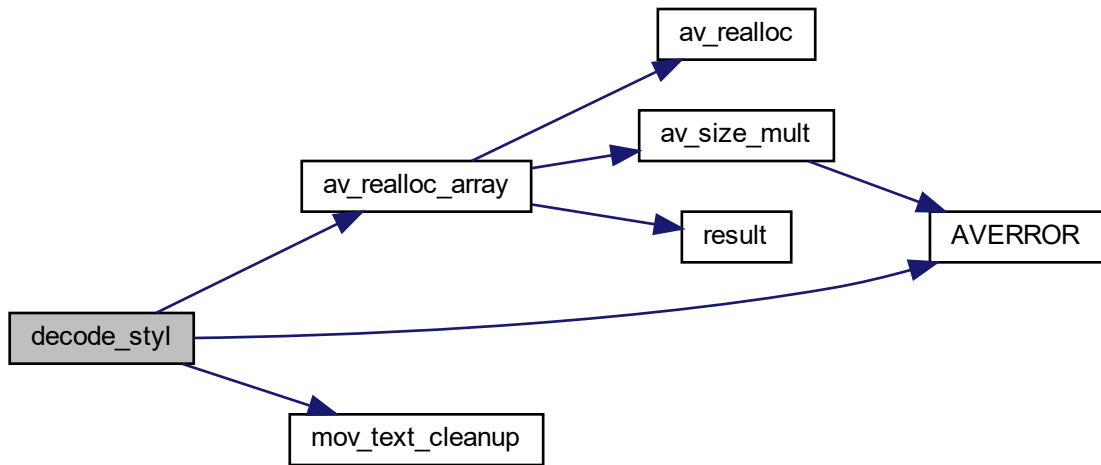 av_realloc
av_size_mult
av_realloc_array
result
AVERROR
decode_styl
mov_text_cleanup